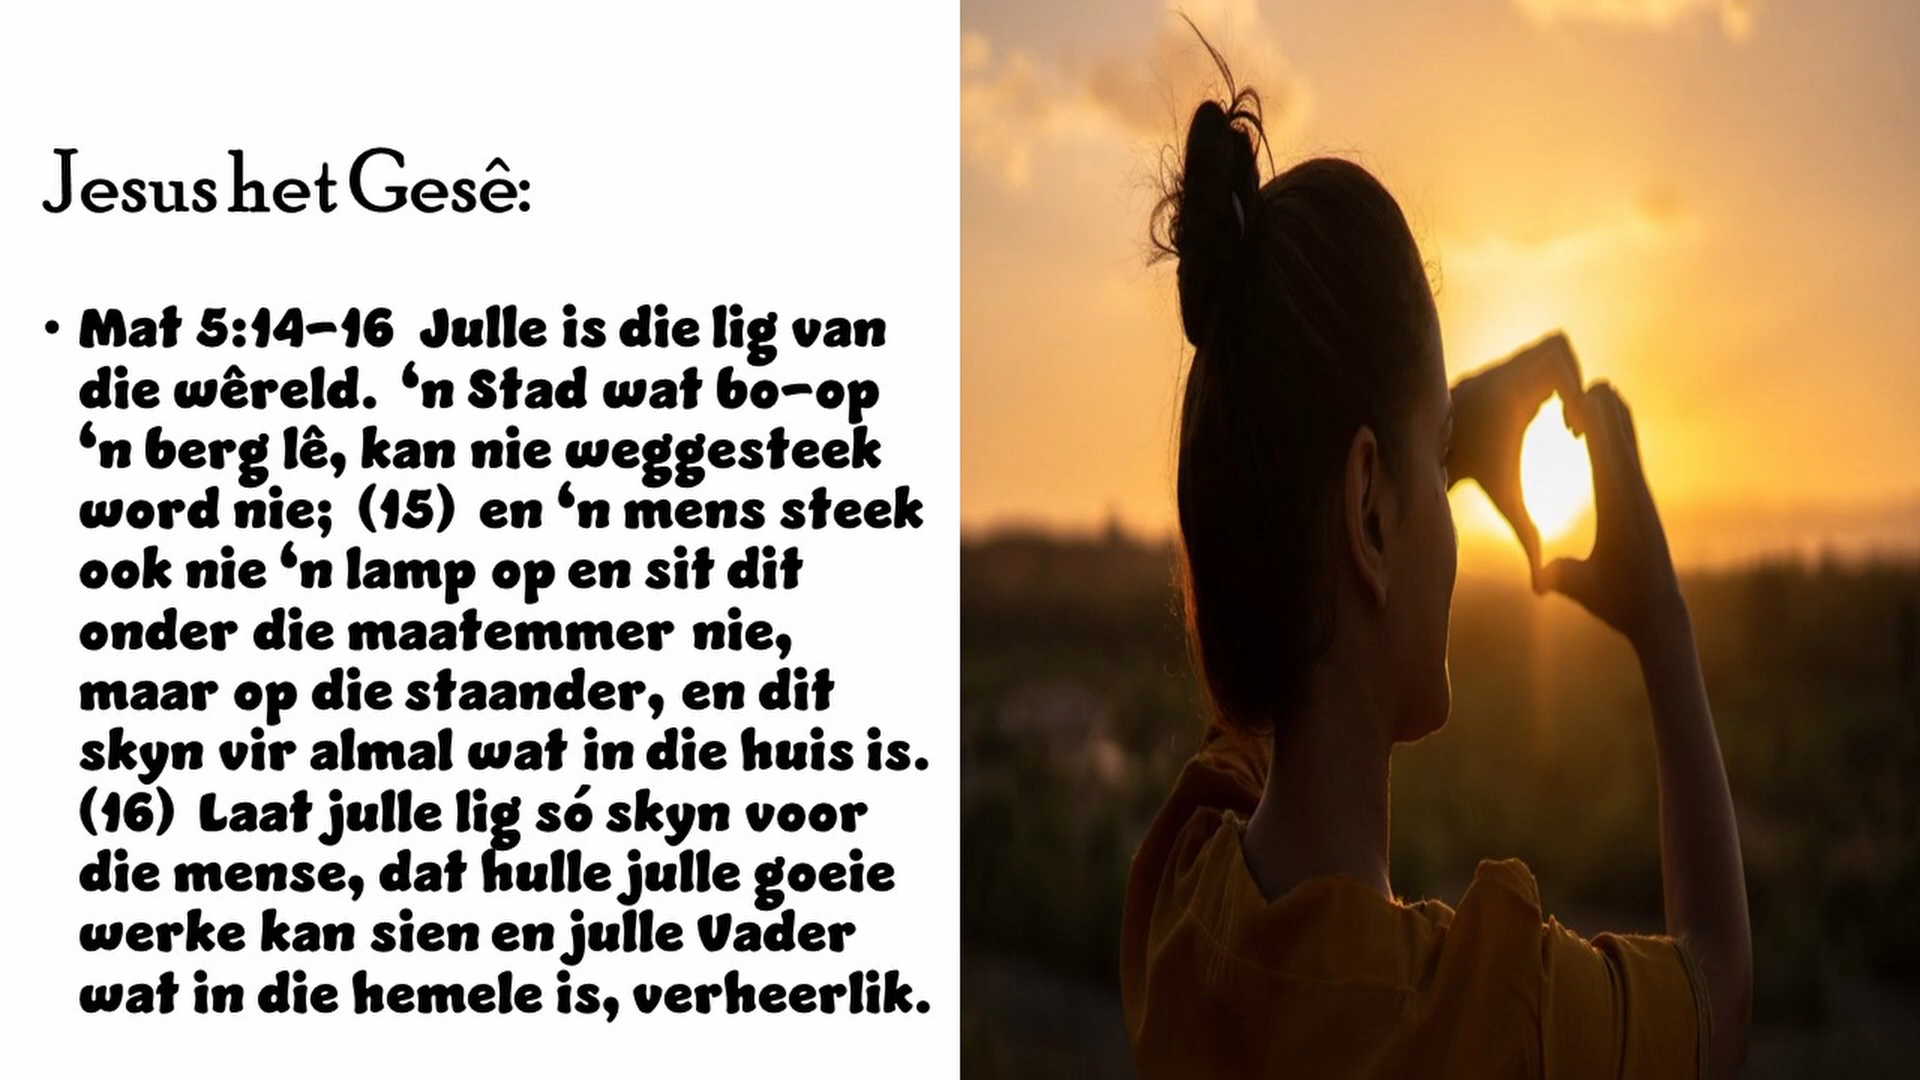 Jesus het Gesê:
• Mat 5:14-16 Julle is die lig van
die wêreld. ‘n Stad wat bo-op
‘n berg lê, kan nie weggesteek
word nie; (15) en ‘n mens steek
ook nie ‘n lamp op en sit dit
onder die maatemmer nie,
maar op die staander, en dit
skyn vir almal wat in die huis is.
(16) Laat julle lig só skyn voor
die mense, dat hulle julle goeie
werke kan sien en julle Vader
wat in die hemele is, verheerlik.